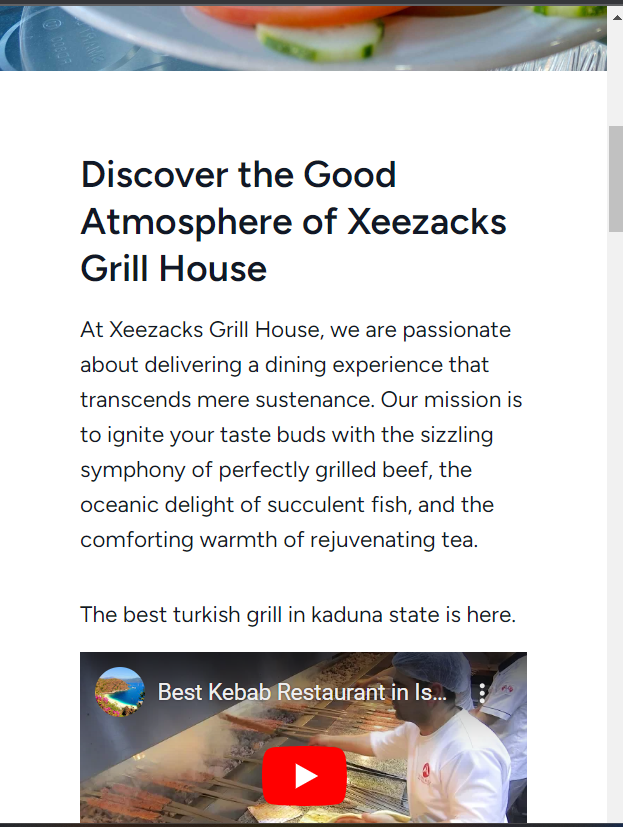 Discover the Good
Atmosphere of Xeezacks
Grill House
At Xeezacks Grill House, we are passionate
about delivering a dining experience that
transcends mere sustenance. Our mission is
to ignite your taste buds with the sizzling
symphony of perfectly grilled beef, the
oceanic delight of succulent fish, and the
comforting warmth of rejuvenating tea.
The best turkish grill in kaduna state is here.
Best Kebab Restaurant in Is...